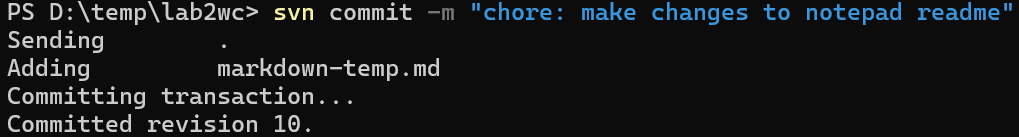 PS D:\temp\lab2wc> svn commit -m "chore: make changes to notepad readme"
Sending        .
Adding         markdown-temp.md
Committing transaction...
Committed revision 10.